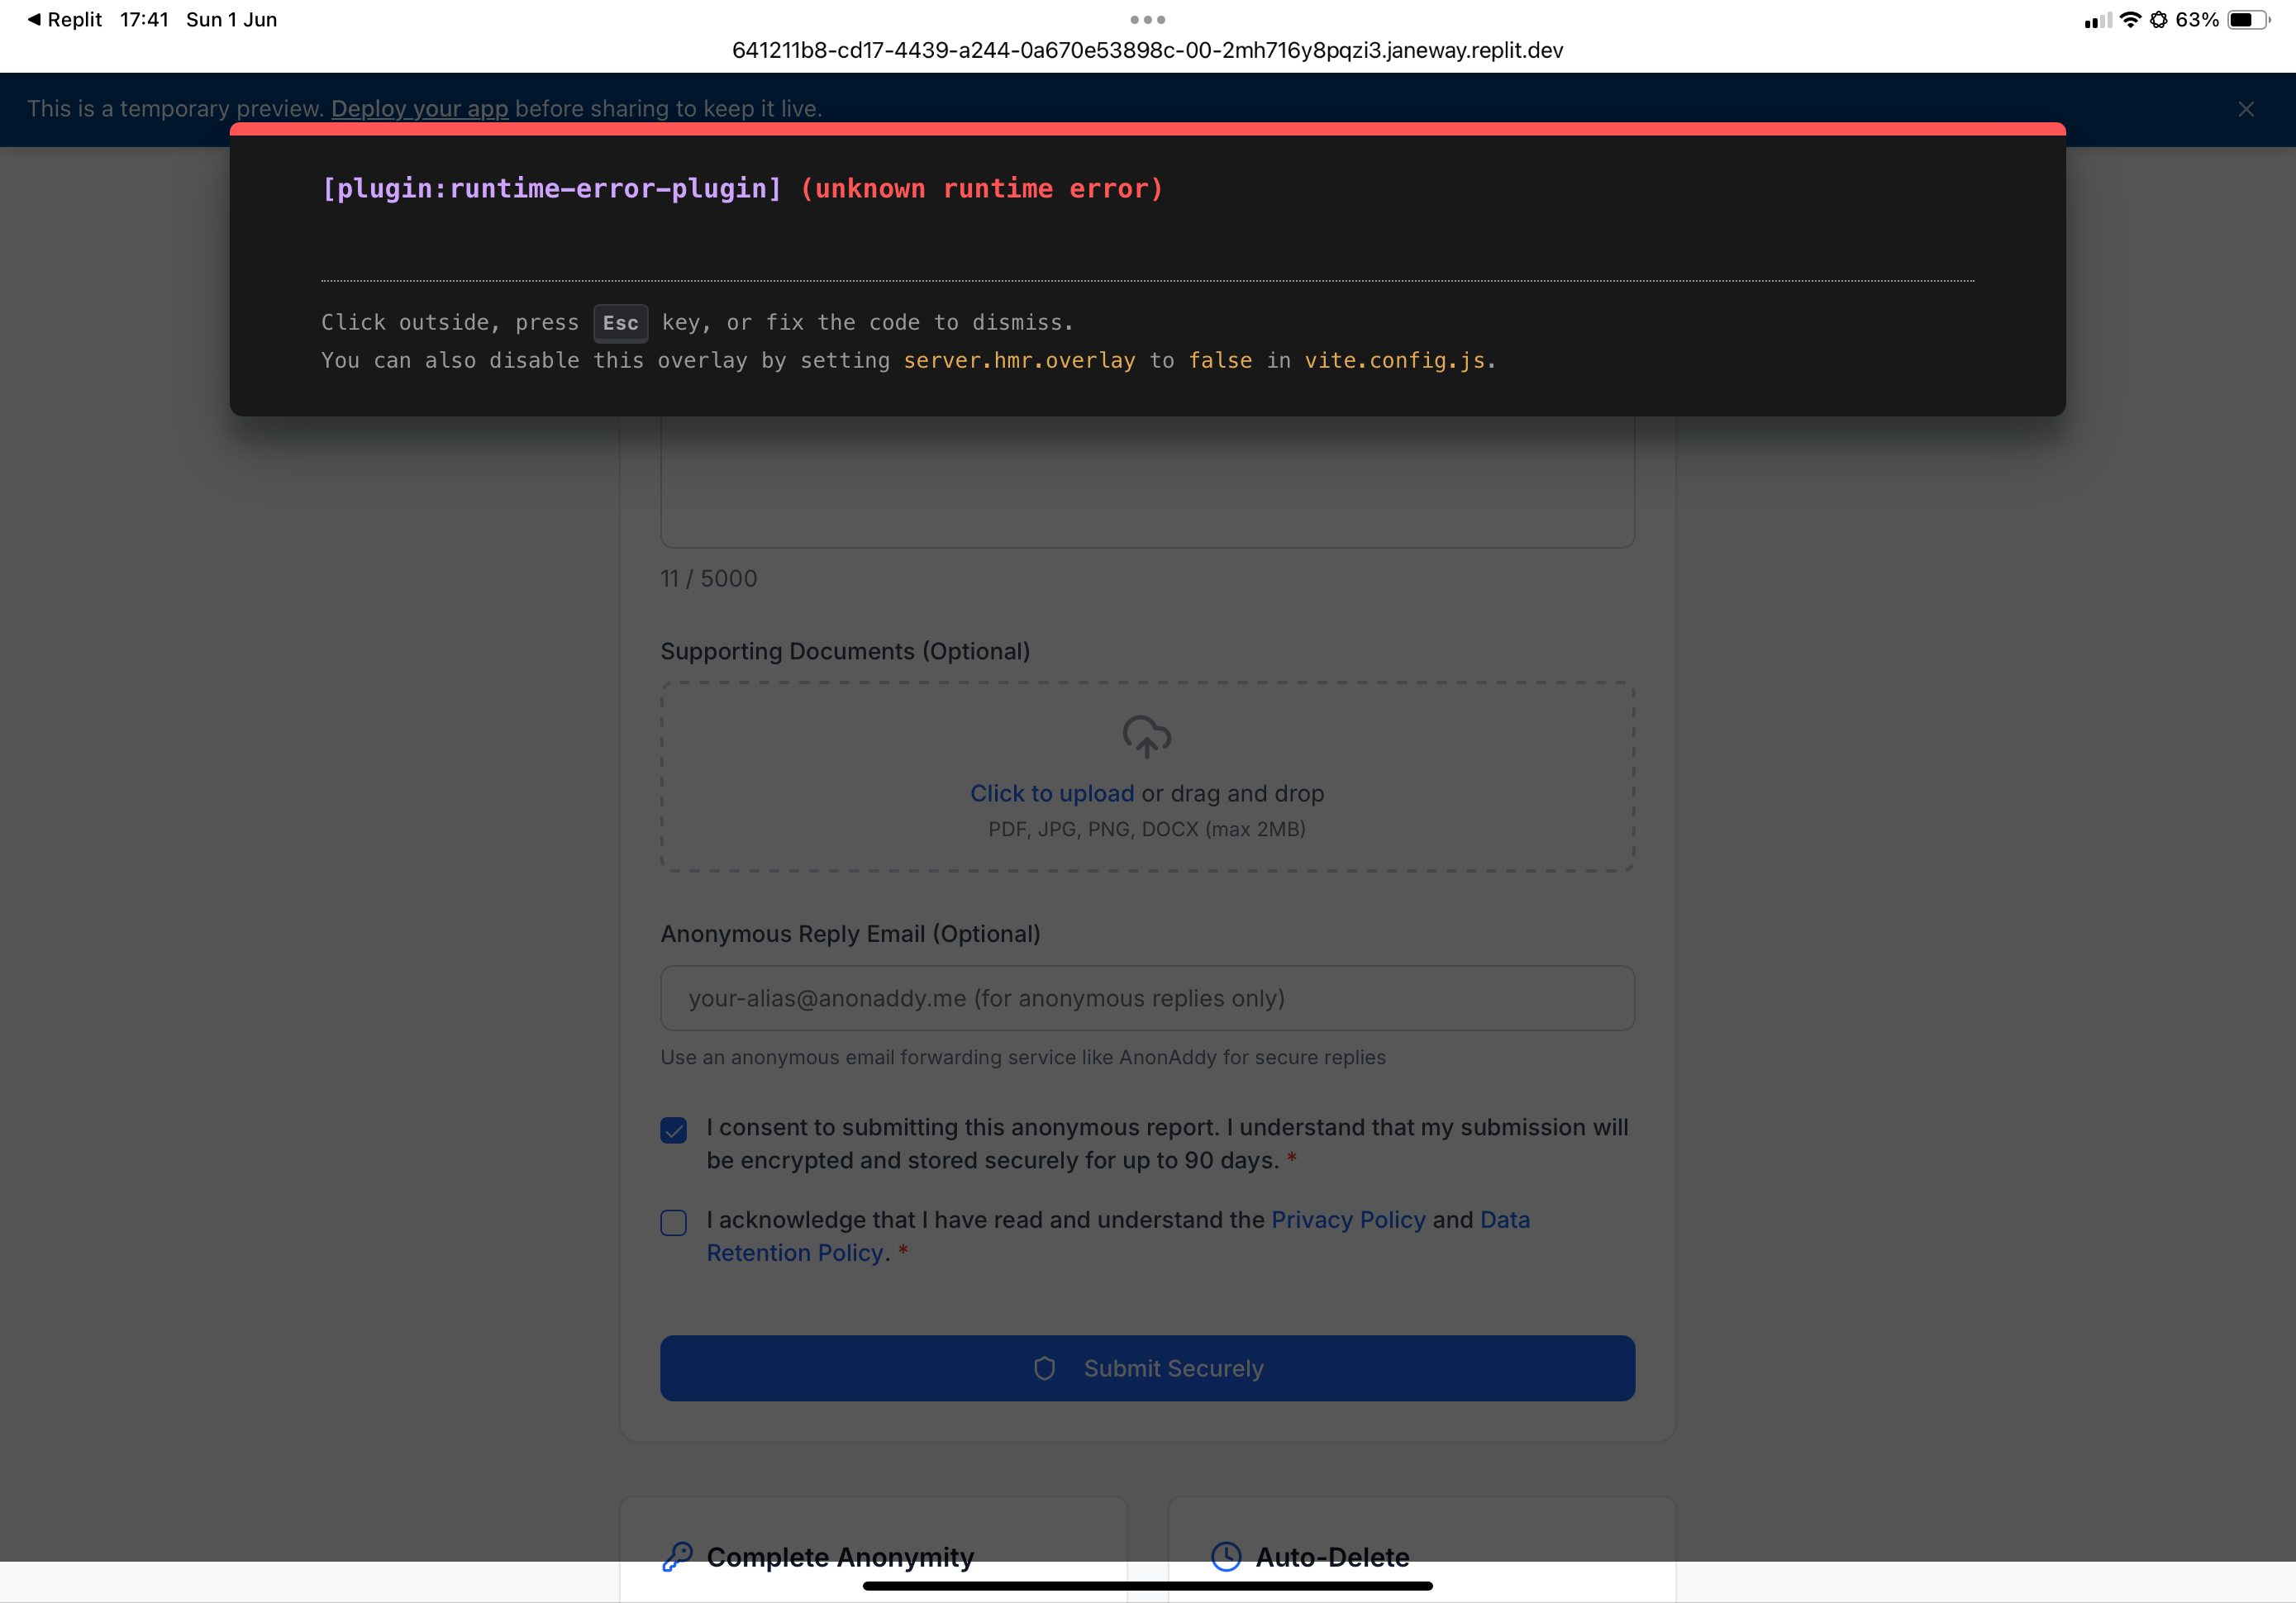 ◀ Replit 17:41 Sun 1 Jun
63%
641211b8-cd17-4439-a244-0a670e53898c-00-2mh716y8pqzi3.janeway.replit.dev
This is a temporary preview. Deploy your app before sharing to keep it live.
[plugin:runtime-error-plugin] (unknown runtime error)
Click outside, press Esc key, or fix the code to dismiss.
You can also disable this overlay by setting server.hmr.overlay to false in vite.config.js.
11 / 5000
Supporting Documents (Optional)
Click to upload or drag and drop
PDF, JPG, PNG, DOCX (max 2MB)
Anonymous Reply Email (Optional)
your-alias@anonaddy.me (for anonymous replies only)
Use an anonymous email forwarding service like AnonAddy for secure replies
I consent to submitting this anonymous report. I understand that my submission will
be encrypted and stored securely for up to 90 days. *
I acknowledge that I have read and understand the Privacy Policy and Data
Retention Policy. *
Submit Securely
Complete Anonymity
Auto-Delete